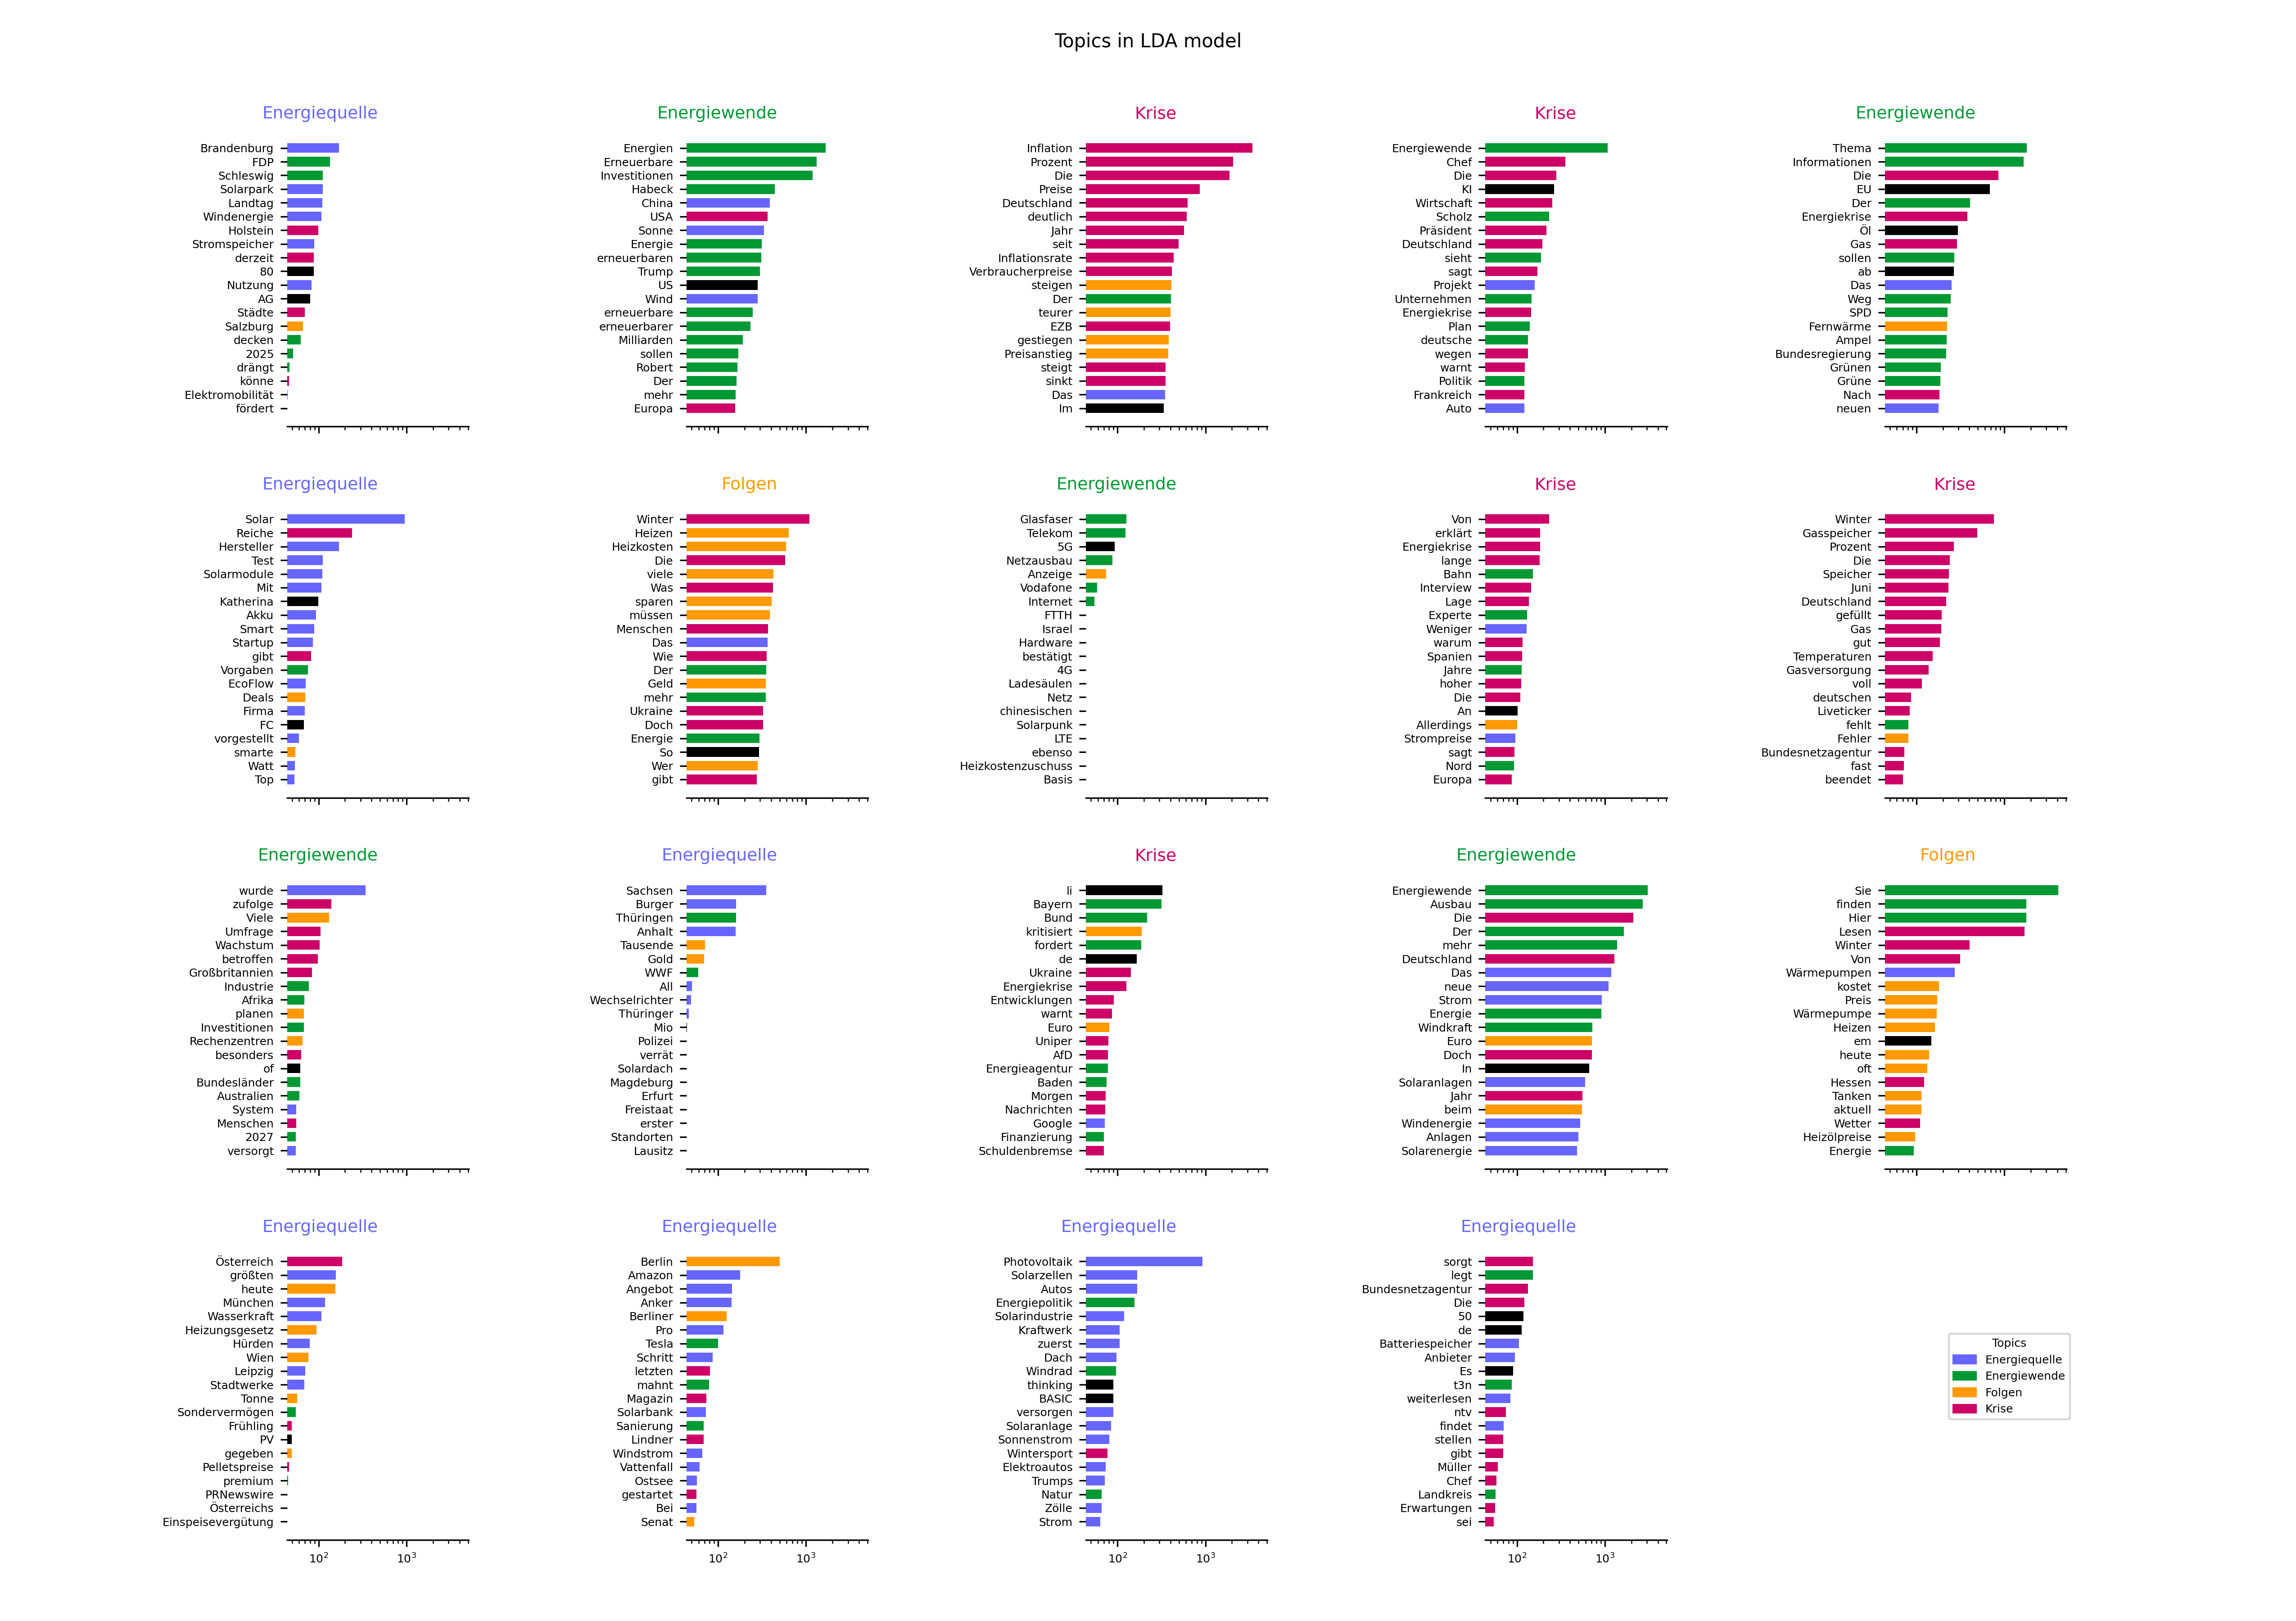 Topics in LDA model
Energiequelle
Brandenburg
FDP
Schleswig
Solarpark
Landtag
Windenergie
Holstein
Stromspeicher
derzeit
80
Nutzung
AG
Städte
Salzburg
decken
2025
drängt
könne
Elektromobilität
fördert
Energiewende
Energien
Erneuerbare
Investitionen
Habeck
China
USA
Sonne
Energie
erneuerbaren
Trump
US
Wind
erneuerbare
erneuerbarer
Milliarden
sollen
Robert
Der
mehr
Europa
Krise
Inflation
Prozent
Die
Preise
Deutschland
deutlich
Jahr
seit
Inflationsrate
Verbraucherpreise
steigen
Der
teurer
EZB
gestiegen
Preisanstieg
steigt
sinkt
Das
Im
Krise
Energiewende
Chef
Die
KI
Wirtschaft
Scholz
Präsident
Deutschland
sieht
sagt
Projekt
Unternehmen
Energiekrise
Plan
deutsche
wegen
warnt
Politik
Frankreich
Auto
Energiewende
Thema
Informationen
Die
EU
Der
Energiekrise
Öl
Gas
sollen
ab
Das
Weg
SPD
Fernwärme
Ampel
Bundesregierung
Grünen
Grüne
Nach
neuen
Energiequelle
Solar
Reiche
Hersteller
Test
Solarmodule
Mit
Katherina
Akku
Smart
Startup
gibt
Vorgaben
EcoFlow
Deals
Firma
FC
vorgestellt
smarte
Watt
Top
Folgen
Winter
Heizen
Heizkosten
Die
viele
Was
sparen
müssen
Menschen
Das
Wie
Der
Geld
mehr
Ukraine
Doch
Energie
So
Wer
gibt
Energiewende
Glasfaser
Telekom
5G
Netzausbau
Anzeige
Vodafone
Internet
FTTH
Israel
Hardware
bestätigt
4G
Ladesäulen
Netz
chinesischen
Solarpunk
LTE
ebenso
Heizkostenzuschuss
Basis
Krise
Von
erklärt
Energiekrise
lange
Bahn
Interview
Lage
Experte
Weniger
warum
Spanien
Jahre
hoher
Die
An
Allerdings
Strompreise
sagt
Nord
Europa
Krise
Winter
Gasspeicher
Prozent
Die
Speicher
Juni
Deutschland
gefüllt
Gas
gut
Temperaturen
Gasversorgung
voll
deutschen
Liveticker
fehlt
Fehler
Bundesnetzagentur
fast
beendet
Energiewende
wurde
zufolge
Viele
Umfrage
Wachstum
betroffen
Großbritannien
Industrie
Afrika
planen
Investitionen
Rechenzentren
besonders
of
Bundesländer
Australien
System
Menschen
2027
versorgt
Energiequelle
Sachsen
Burger
Thüringen
Anhalt
Tausende
Gold
WWF
All
Wechselrichter
Thüringer
Mio
Polizei
verrät
Solardach
Magdeburg
Erfurt
Freistaat
erster
Standorten
Lausitz
Krise
li
Bayern
Bund
kritisiert
fordert
de
Ukraine
Energiekrise
Entwicklungen
warnt
Euro
Uniper
AfD
Energieagentur
Baden
Morgen
Nachrichten
Google
Finanzierung
Schuldenbremse
Energiewende
Energiewende
Ausbau
Die
Der
mehr
Deutschland
Das
neue
Strom
Energie
Windkraft
Euro
Doch
In
Solaranlagen
Jahr
beim
Windenergie
Anlagen
Solarenergie
Folgen
Sie
finden
Hier
Lesen
Winter
Von
Wärmepumpen
kostet
Preis
Wärmepumpe
Heizen
em
heute
oft
Hessen
Tanken
aktuell
Wetter
Heizölpreise
Energie
Energiequelle
Österreich
größten
heute
München
Wasserkraft
Heizungsgesetz
Hürden
Wien
Leipzig
Stadtwerke
Tonne
Sondervermögen
Frühling
PV
gegeben
Pelletspreise
premium
PRNewswire
Österreichs
Einspeisevergütung
10²
10³
Energiequelle
Berlin
Amazon
Angebot
Anker
Berliner
Pro
Tesla
Schritt
letzten
mahnt
Magazin
Solarbank
Sanierung
Lindner
Windstrom
Vattenfall
Ostsee
gestartet
Bei
Senat
10²
10³
Energiequelle
Photovoltaik
Solarzellen
Autos
Energiepolitik
Solarindustrie
Kraftwerk
zuerst
Dach
Windrad
thinking
BASIC
versorgen
Solaranlage
Sonnenstrom
Wintersport
Elektroautos
Trumps
Natur
Zölle
Strom
10²
10³
Energiequelle
sorgt
legt
Bundesnetzagentur
Die
50
de
Batteriespeicher
Anbieter
Es
t3n
weiterlesen
ntv
findet
stellen
gibt
Müller
Chef
Landkreis
Erwartungen
sei
10²
10³
Topics
Energiequelle
Energiewende
Folgen
Krise